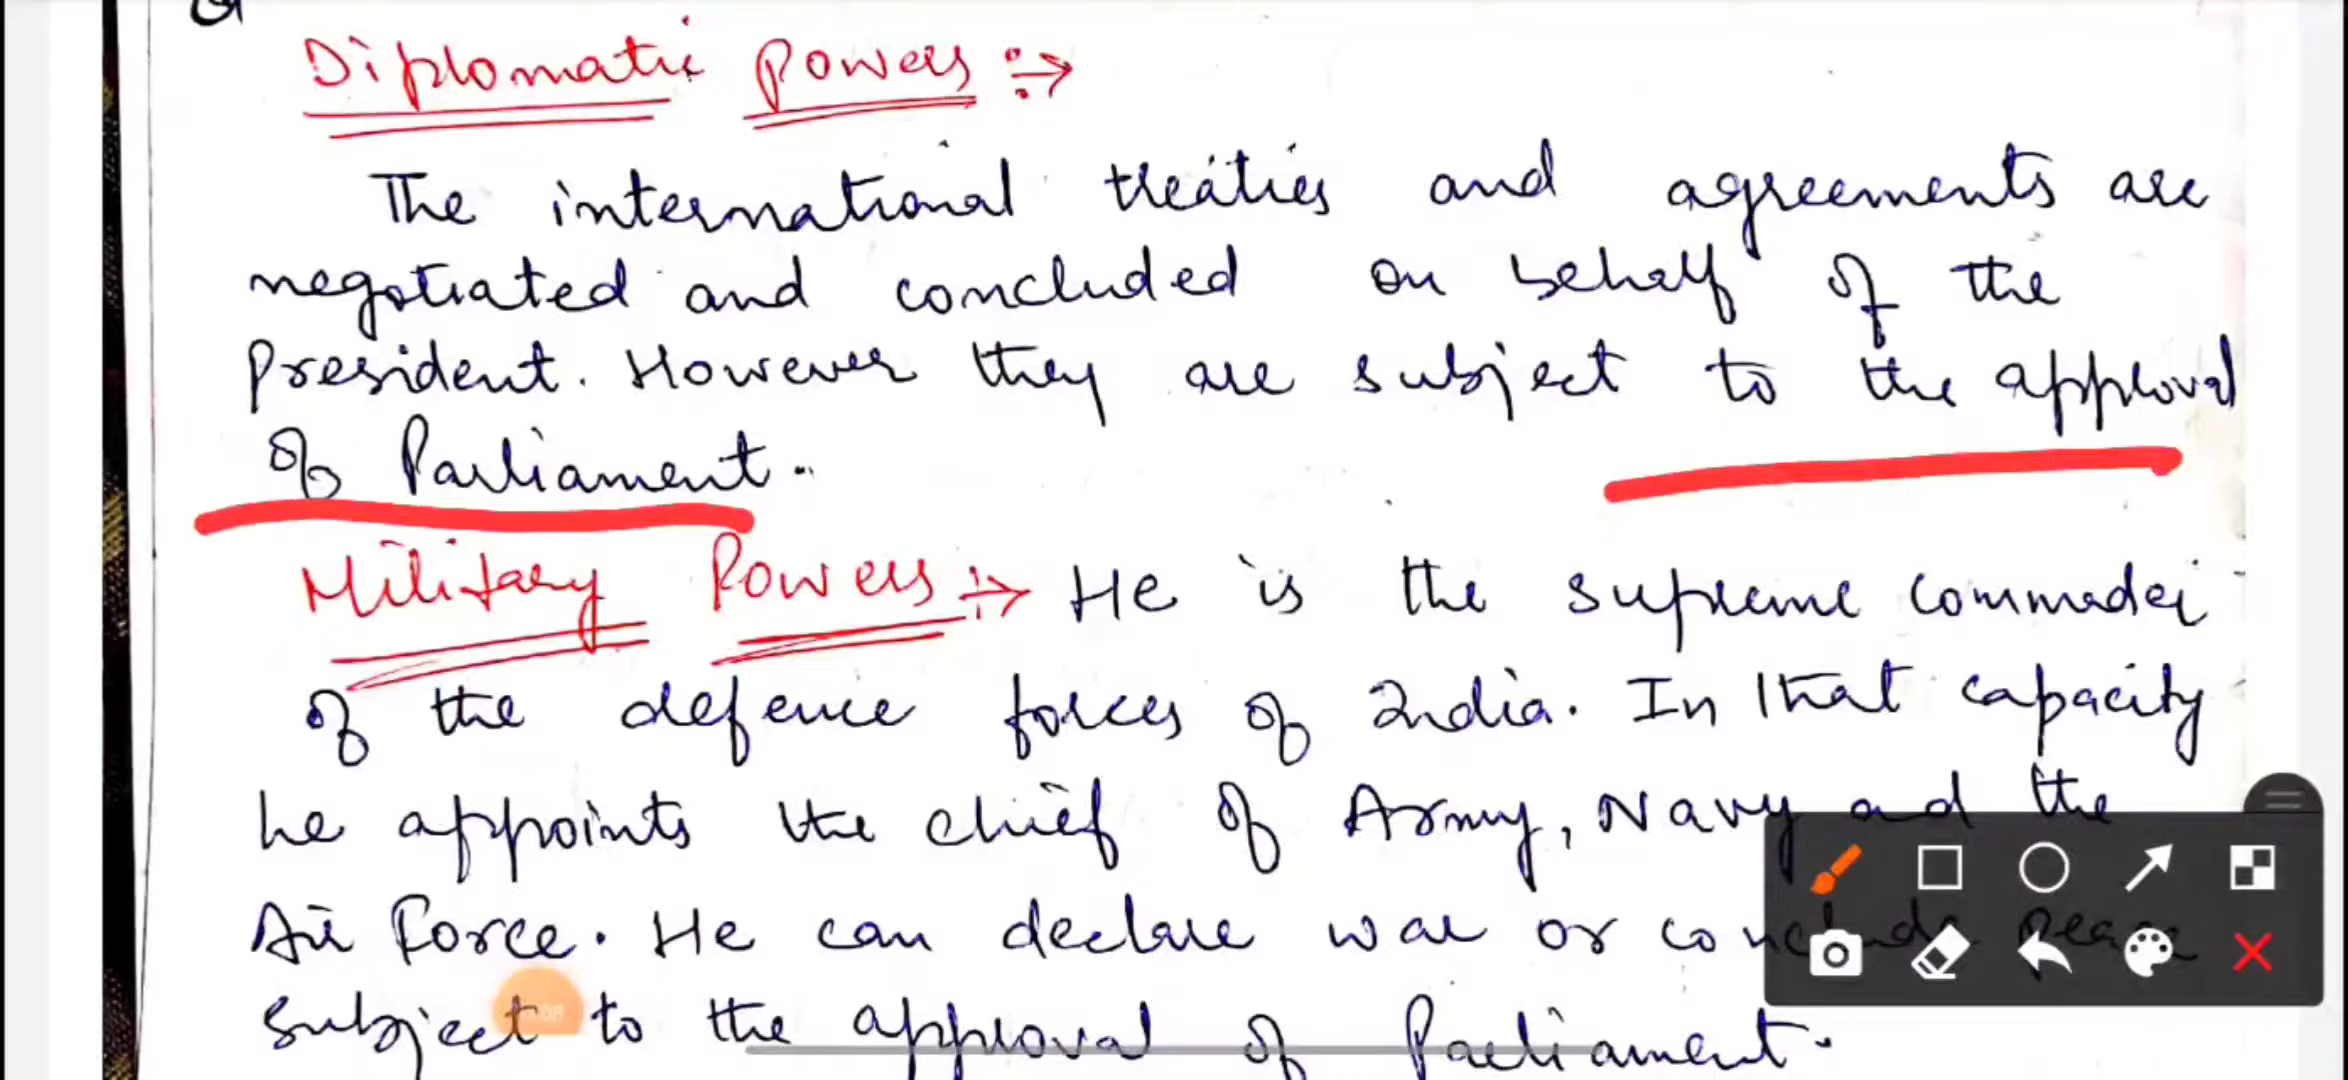 Diplomatic Powers :->
The international treaties and agreements are
negotiated and concluded on behalf of the
President. However they are subject to the approval
of Parliament.
Military Powers :-> He is the supreme commader
of the defence forces of India. In that capacity
he appoints the chief of Army, Navy and the
Air Force. He can declare war or conclude peace
subject to the approval of Parliament.